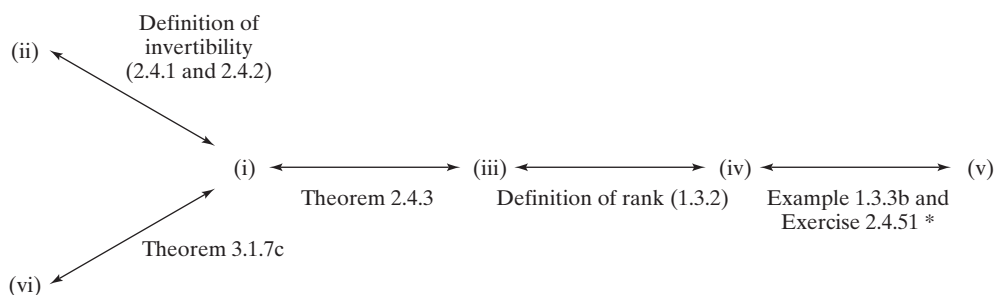 Definition of
invertibility
(2.4.1 and 2.4.2)
(ii)
(i)
(iii)
(iv)
(v)
Theorem 2.4.3
Definition of rank (1.3.2)
Example 1.3.3b and
Exercise 2.4.51 *
Theorem 3.1.7c
(vi)